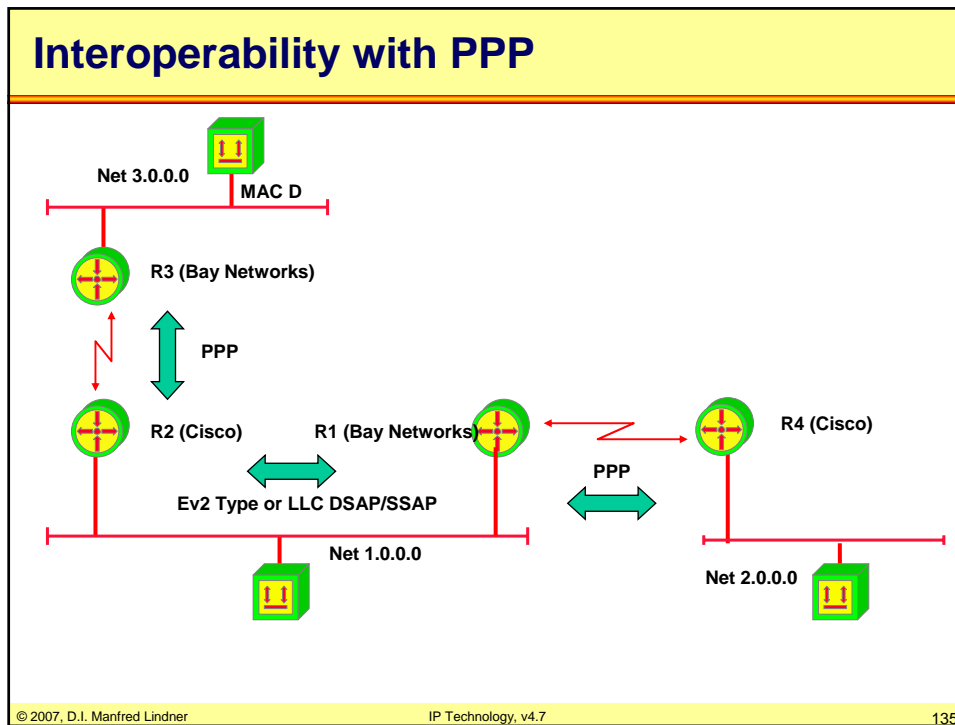 Interoperability with PPP
Net 3.0.0.0
MAC D
R3 (Bay Networks)
PPP
R2 (Cisco)
R1 (Bay Networks)
R4 (Cisco)
PPP
Ev2 Type or LLC DSAP/SSAP
Net 1.0.0.0
Net 2.0.0.0
© 2007, D.I. Manfred Lindner
IP Technology, v4.7
135